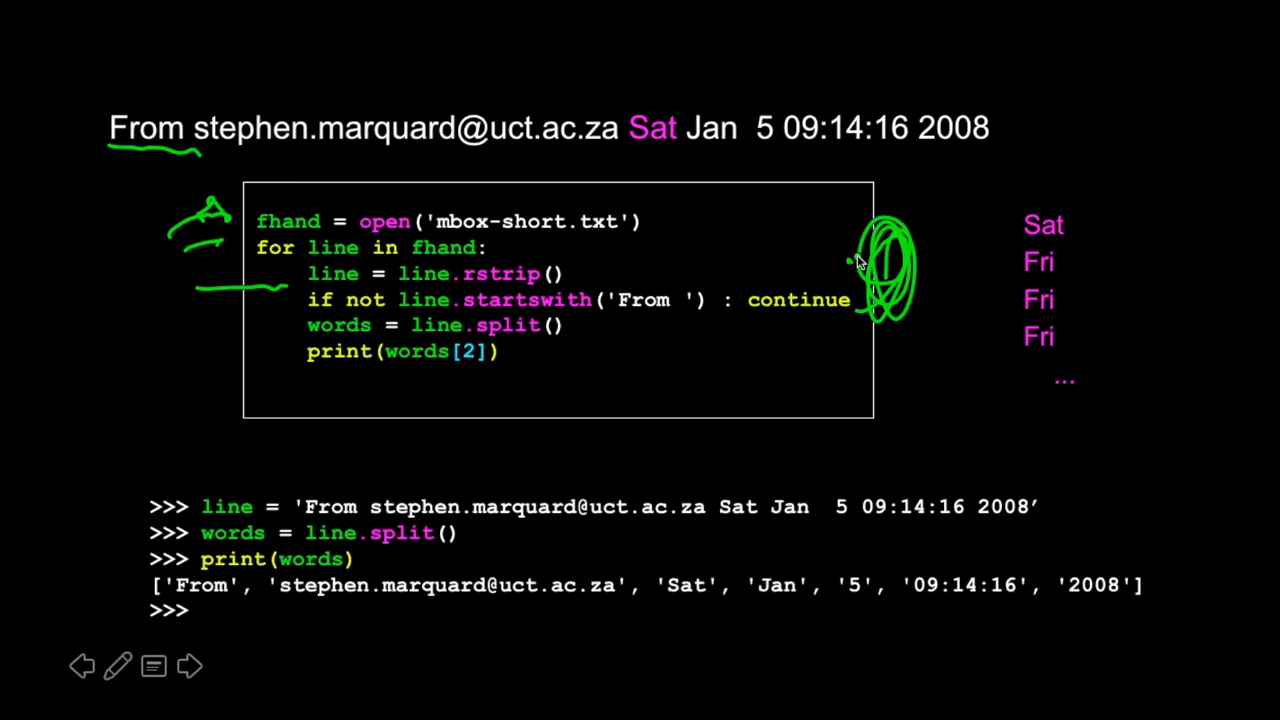 From stephen.marquard@uct.ac.za Sat Jan  5 09:14:16 2008
fhand = open('mbox-short.txt')
for line in fhand:
    line = line.rstrip()
    if not line.startswith('From ') : continue
    words = line.split()
    print(words[2])
Sat
Fri
Fri
Fri
...
>>> line = 'From stephen.marquard@uct.ac.za Sat Jan  5 09:14:16 2008’
>>> words = line.split()
>>> print(words)
['From', 'stephen.marquard@uct.ac.za', 'Sat', 'Jan', '5', '09:14:16', '2008']
>>>